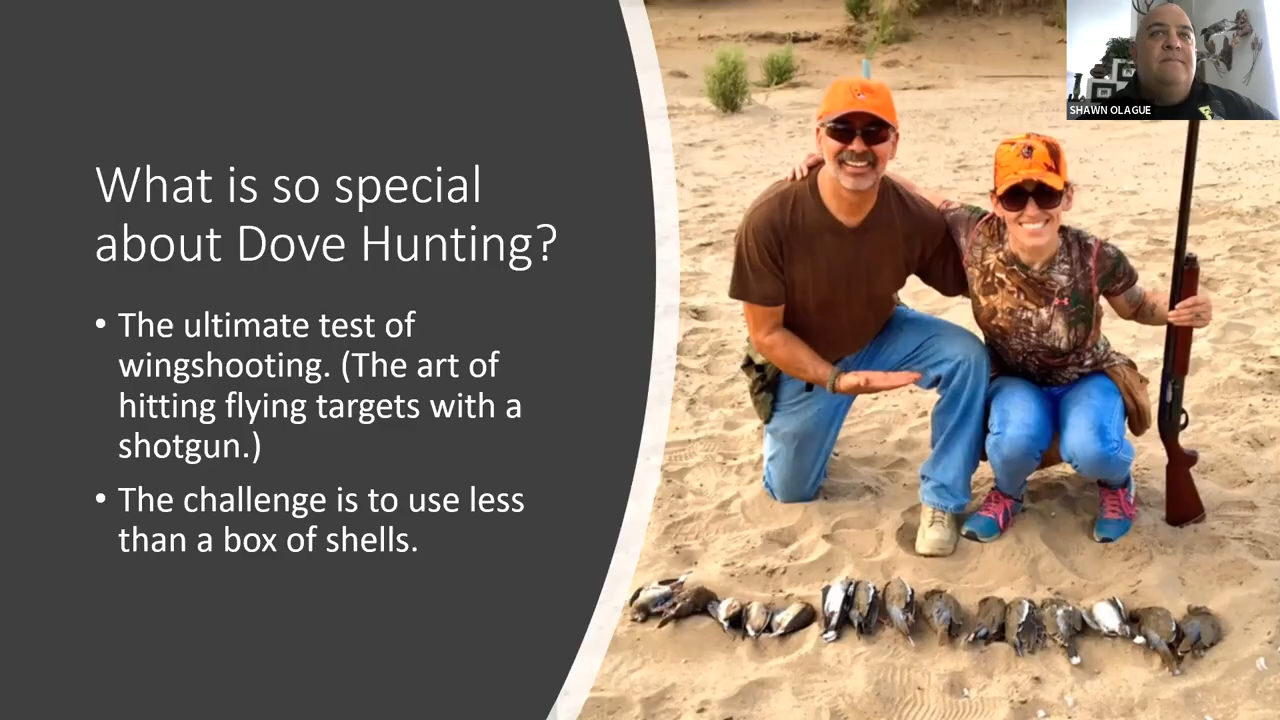 SHAWN OLAGUE
What is so special
about Dove Hunting?
• The ultimate test of
wingshooting. (The art of
hitting flying targets with a
shotgun.)
• The challenge is to use less
than a box of shells.